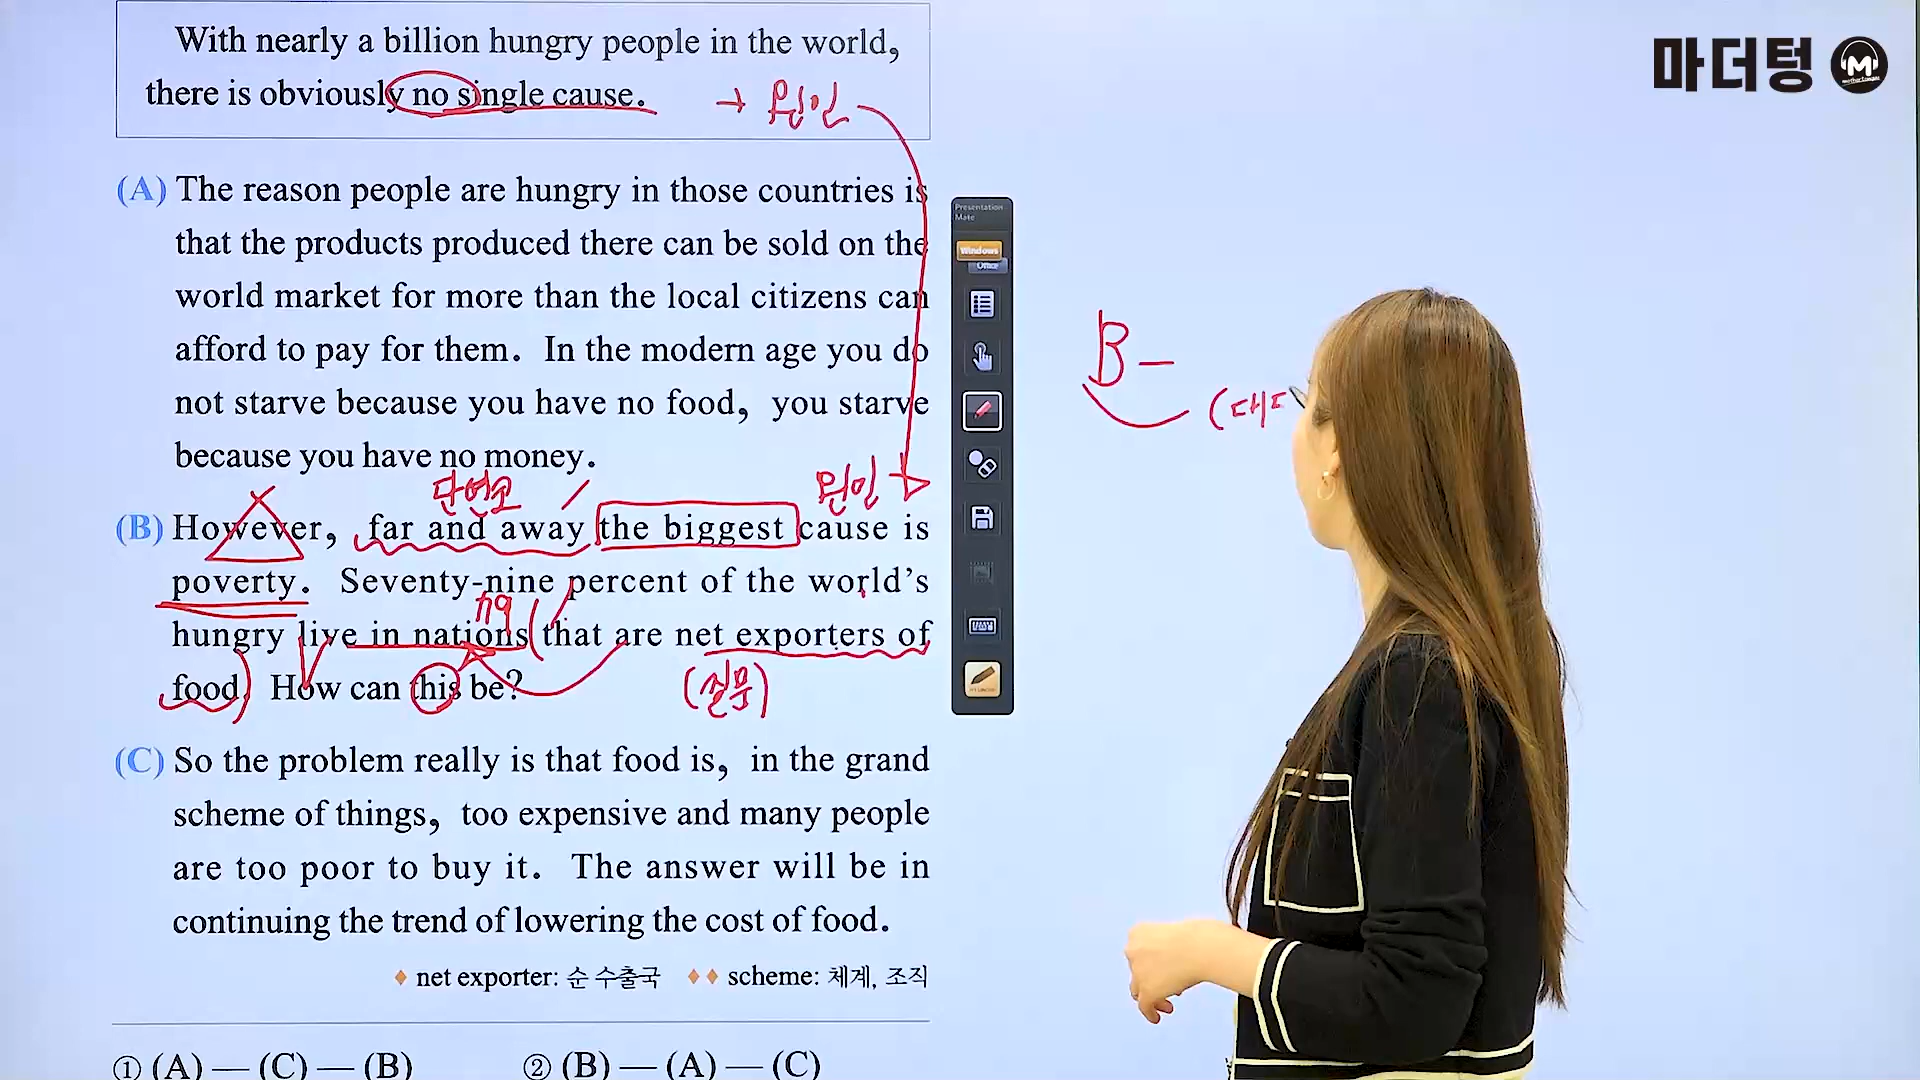 With nearly a billion hungry people in the world,
there is obviously no single cause.
→ 원인
마더텅
M
(A) The reason people are hungry in those countries is
that the products produced there can be sold on the
world market for more than the local citizens can
afford to pay for them. In the modern age you do
not starve because you have no food, you starve
because you have no money.
단연코
원인
(B) However, far and away the biggest cause is
poverty. Seventy-nine percent of the world's
hungry live in nations that are net exporters of
food. How can this be?
(질문)
(C) So the problem really is that food is, in the grand
scheme of things, too expensive and many people
are too poor to buy it. The answer will be in
continuing the trend of lowering the cost of food.
♦ net exporter: 순 수출국 ♦♦ scheme: 체계, 조직
① (A) — (C) — (B) ② (B) — (A) — (C)
Presentation
Mate
Windows
Office
B –